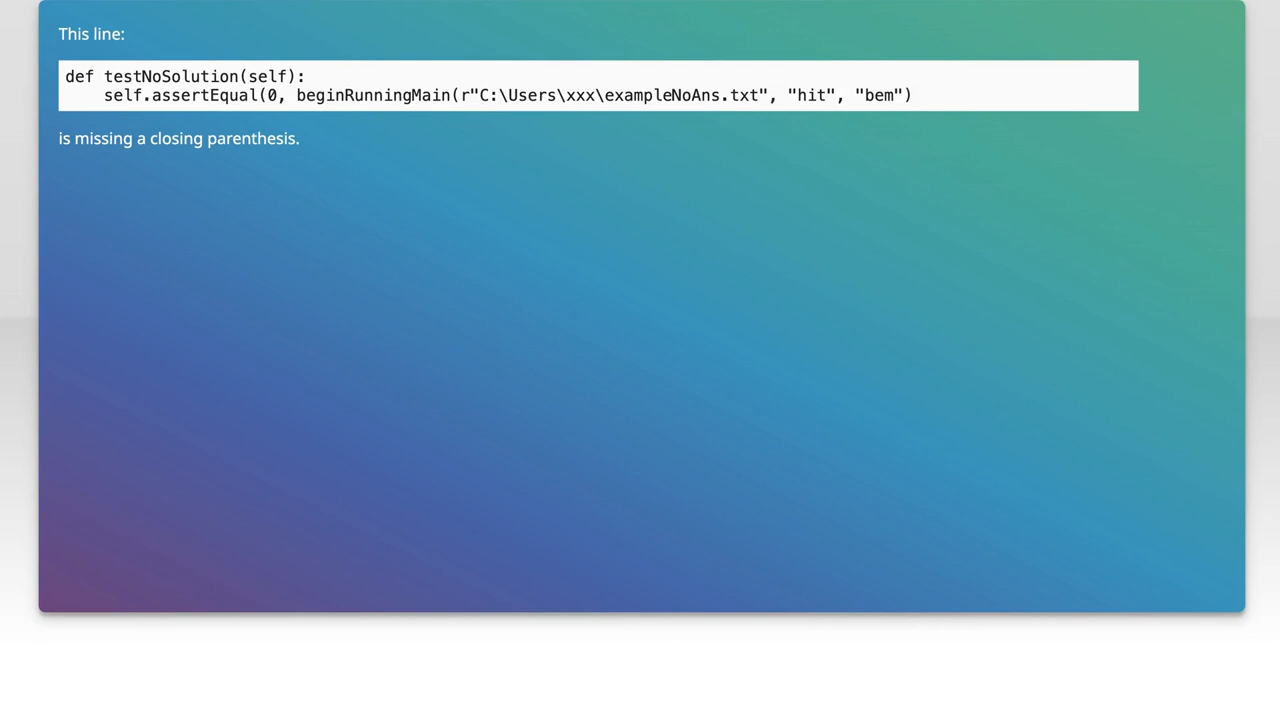 This line:
def testNoSolution(self):
    self.assertEqual(0, beginRunningMain(r"C:\Users\xxx\exampleNoAns.txt", "hit", "bem")
is missing a closing parenthesis.